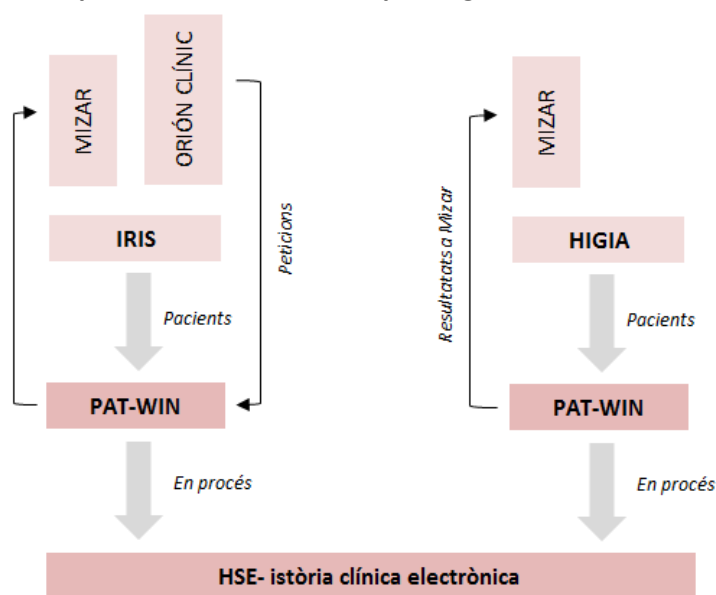 MIZAR
ORIÓN CLÍNIC
IRIS
Peticions
Pacients
PAT-WIN
En procés
MIZAR
HIGIA
Resultatats a Mizar
Pacients
PAT-WIN
En procés
HSE- istòria clínica electrònica